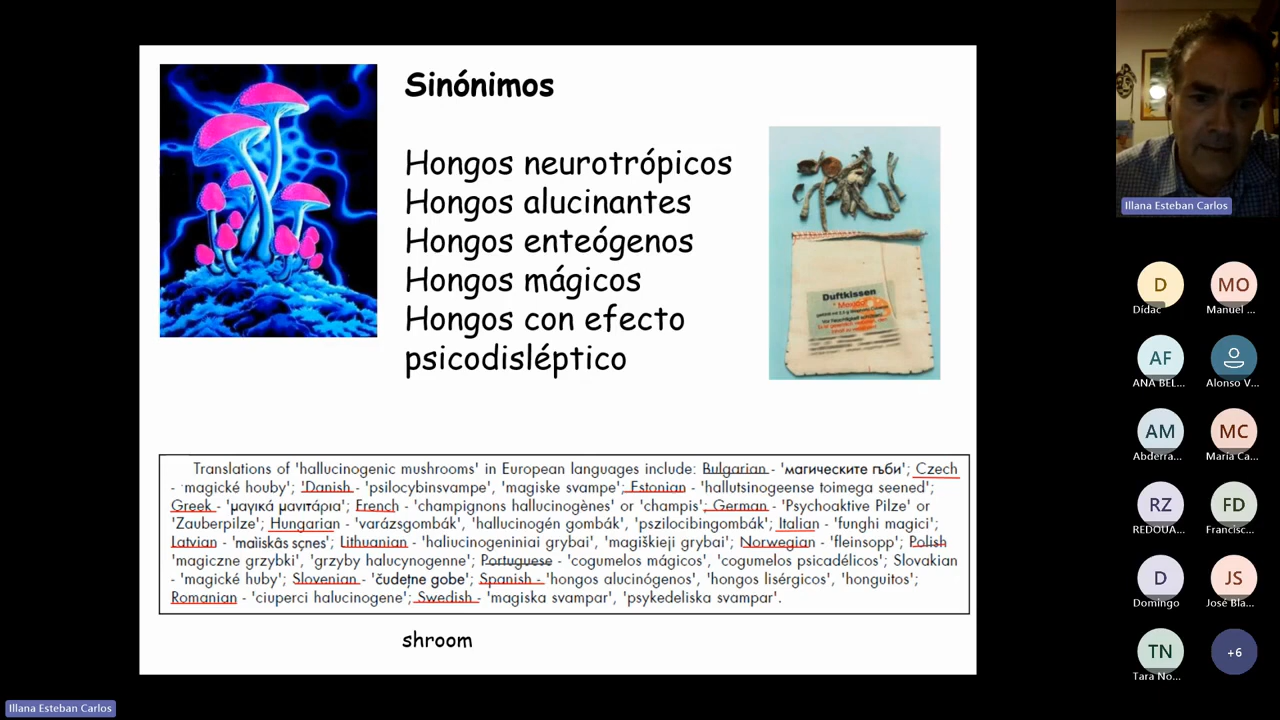 Sinónimos
Hongos neurotrópicos
Hongos alucinantes
Hongos enteógenos
Hongos mágicos
Hongos con efecto
psicodisléptico
Duftkissen
Translations of 'hallucinogenic mushrooms' in European languages include: Bulgarian - 'магическите гъби'; Czech
- 'magické houby'; 'Danish - 'psilocybinsvampe', 'magiske svampe'; Estonian - 'hallutsinogeense toimega seened';
Greek - 'μαγικά μανιτάρια'; French - 'champignons hallucinogènes' or 'champis'; German - 'Psychoaktive Pilze' or
'Zauberpilze'; Hungarian - 'varázsgombák', 'hallucinogén gombák', 'pszilocibingombák'; Italian - 'funghi magici';
Latvian - 'maìiskâs sçnes'; Lithuanian - 'haliucinogeniniai grybai', 'magiškieji grybai'; Norwegian - 'fleinsopp'; Polish
'magiczne grzybki', 'grzyby halucynogenne'; Portuguese - 'cogumelos mágicos', 'cogumelos psicadélicos'; Slovakian
- 'magické huby'; Slovenian - 'čudeţne gobe'; Spanish - 'hongos alucinógenos', 'hongos lisérgicos', 'honguitos';
Romanian - 'ciuperci halucinogene'; Swedish - 'magiska svampar', 'psykedeliska svampar'.
shroom
Illana Esteban Carlos
D
MO
Dídac
Manuel ...
AF
ANA BEL...
Alonso V...
AM
MC
Abderra...
María Ca...
RZ
FD
REDOUA...
Francisc...
D
JS
Domingo
José Bla...
TN
+6
Tara No...
Illana Esteban Carlos